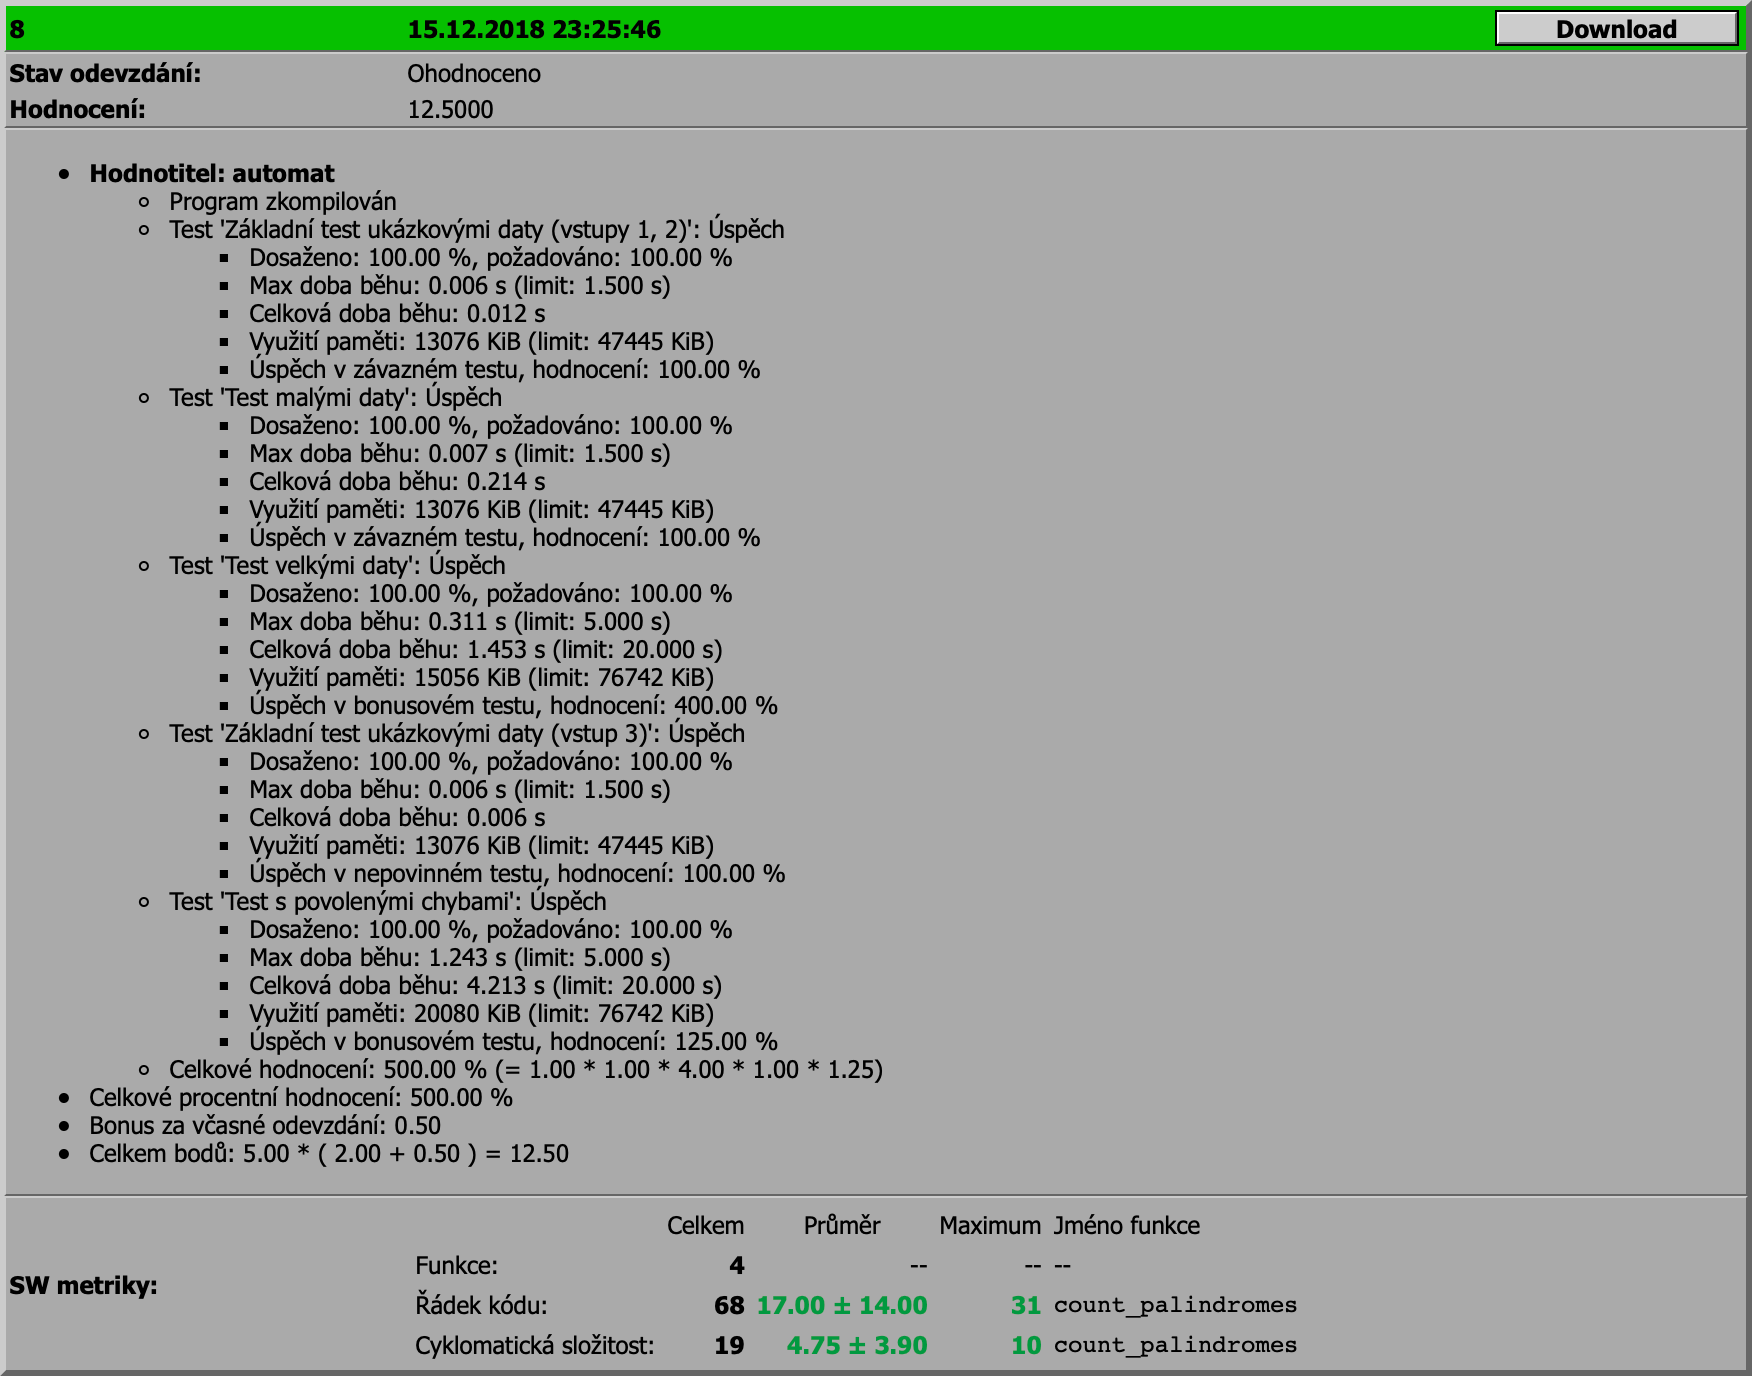 8 15.12.2018 23:25:46 Download
Stav odevzdání: Ohodnoceno
Hodnocení: 12.5000
Hodnotitel: automat
Program zkompilován
Test 'Základní test ukázkovými daty (vstupy 1, 2)': Úspěch
Dosaženo: 100.00 %, požadováno: 100.00 %
Max doba běhu: 0.006 s (limit: 1.500 s)
Celková doba běhu: 0.012 s
Využití paměti: 13076 KiB (limit: 47445 KiB)
Úspěch v závazném testu, hodnocení: 100.00 %
Test 'Test malými daty': Úspěch
Dosaženo: 100.00 %, požadováno: 100.00 %
Max doba běhu: 0.007 s (limit: 1.500 s)
Celková doba běhu: 0.214 s
Využití paměti: 13076 KiB (limit: 47445 KiB)
Úspěch v závazném testu, hodnocení: 100.00 %
Test 'Test velkými daty': Úspěch
Dosaženo: 100.00 %, požadováno: 100.00 %
Max doba běhu: 0.311 s (limit: 5.000 s)
Celková doba běhu: 1.453 s (limit: 20.000 s)
Využití paměti: 15056 KiB (limit: 76742 KiB)
Úspěch v bonusovém testu, hodnocení: 400.00 %
Test 'Základní test ukázkovými daty (vstup 3)': Úspěch
Dosaženo: 100.00 %, požadováno: 100.00 %
Max doba běhu: 0.006 s (limit: 1.500 s)
Celková doba běhu: 0.006 s
Využití paměti: 13076 KiB (limit: 47445 KiB)
Úspěch v nepovinném testu, hodnocení: 100.00 %
Test 'Test s povolenými chybami': Úspěch
Dosaženo: 100.00 %, požadováno: 100.00 %
Max doba běhu: 1.243 s (limit: 5.000 s)
Celková doba běhu: 4.213 s (limit: 20.000 s)
Využití paměti: 20080 KiB (limit: 76742 KiB)
Úspěch v bonusovém testu, hodnocení: 125.00 %
Celkové hodnocení: 500.00 % (= 1.00 * 1.00 * 4.00 * 1.00 * 1.25)
Celkové procentní hodnocení: 500.00 %
Bonus za včasné odevzdání: 0.50
Celkem bodů: 5.00 * ( 2.00 + 0.50 ) = 12.50
SW metriky:
Celkem Průměr Maximum Jméno funkce
Funkce: 4 -- -- --
Řádek kódu: 68 17.00 ± 14.00 31 count_palindromes
Cyklomatická složitost: 19 4.75 ± 3.90 10 count_palindromes